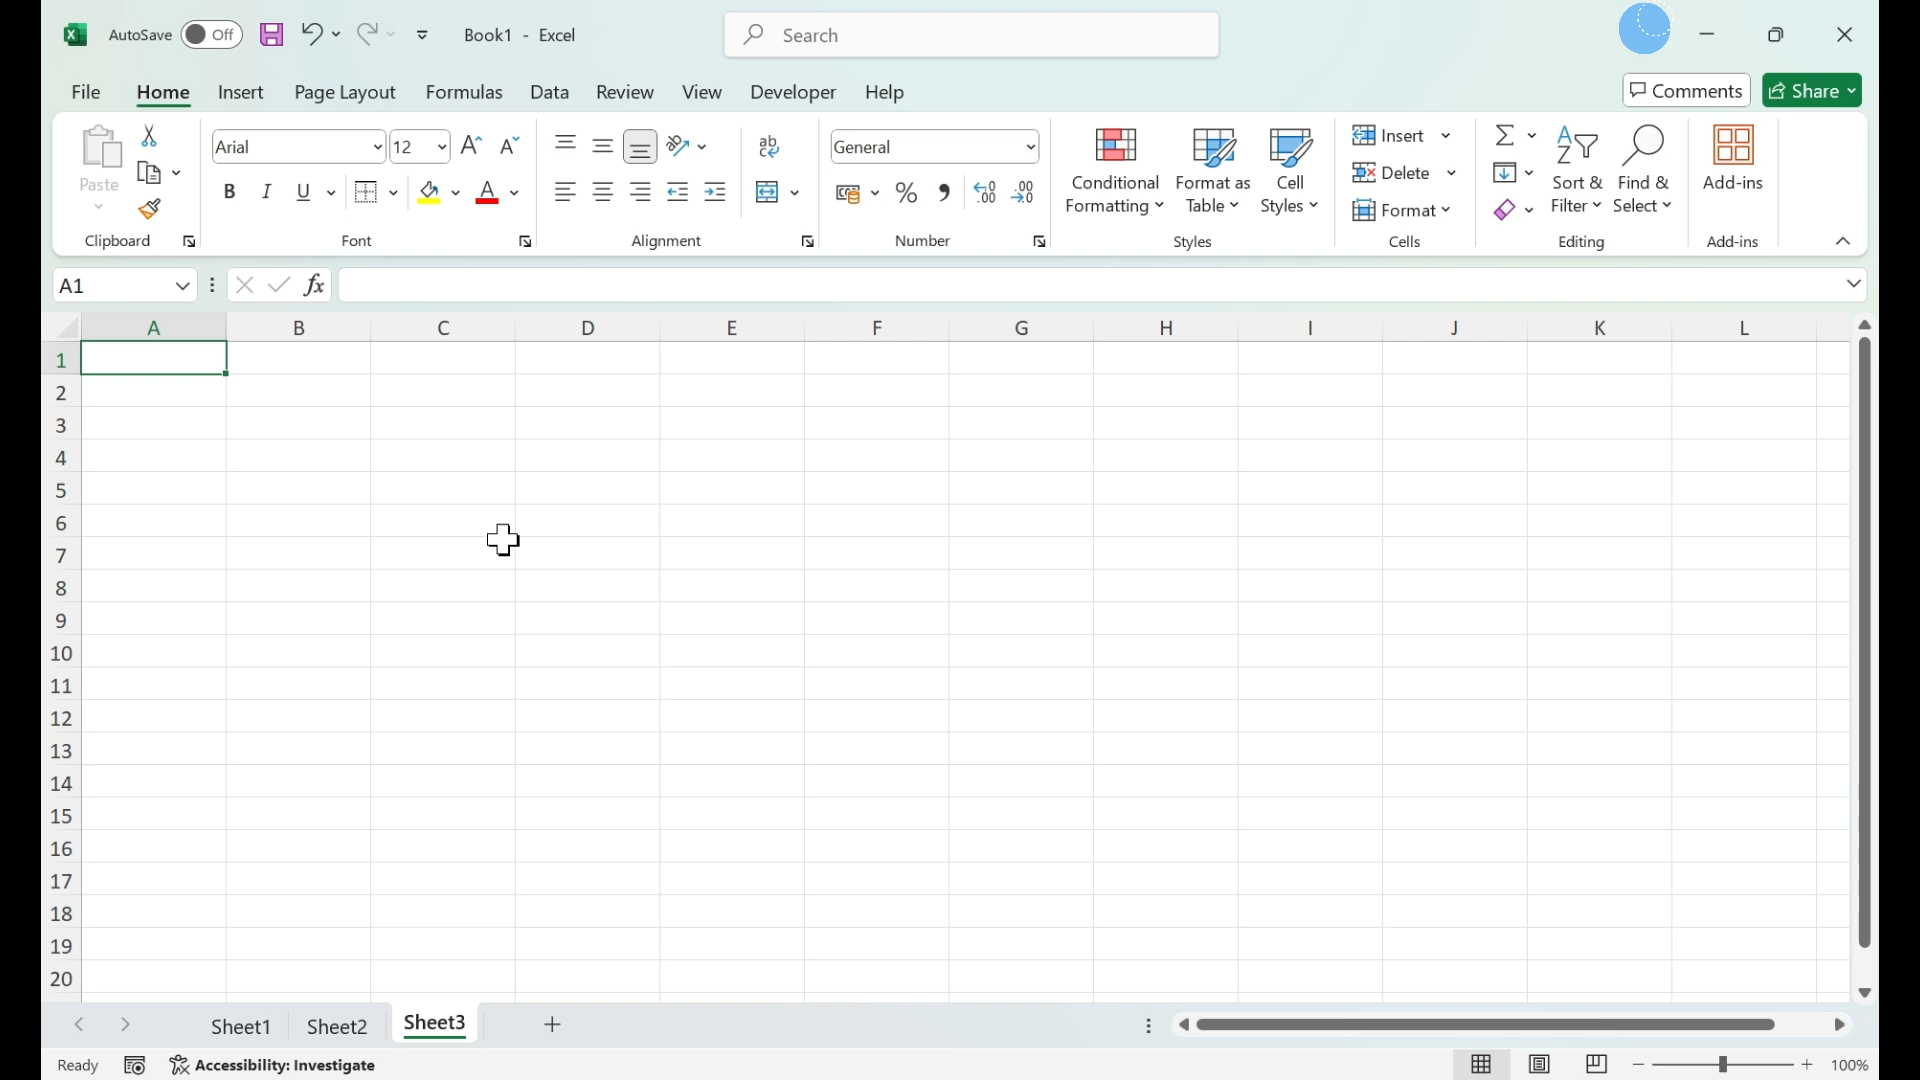 AutoSave Off Book1 - Excel Search
File Home Insert Page Layout Formulas Data Review View Developer Help Comments Share
Arial 12 General Insert
Paste B I U % Conditional Formatting Format as Table Cell Styles Delete Sort & Filter Find & Select Add-ins
Format
Clipboard Font Alignment Number Styles Cells Editing Add-ins
A1 fx
A B C D E F G H I J K L
1
2
3
4
5
6
7
8
9
10
11
12
13
14
15
16
17
18
19
20
Sheet1 Sheet2 Sheet3
Ready Accessibility: Investigate 100%